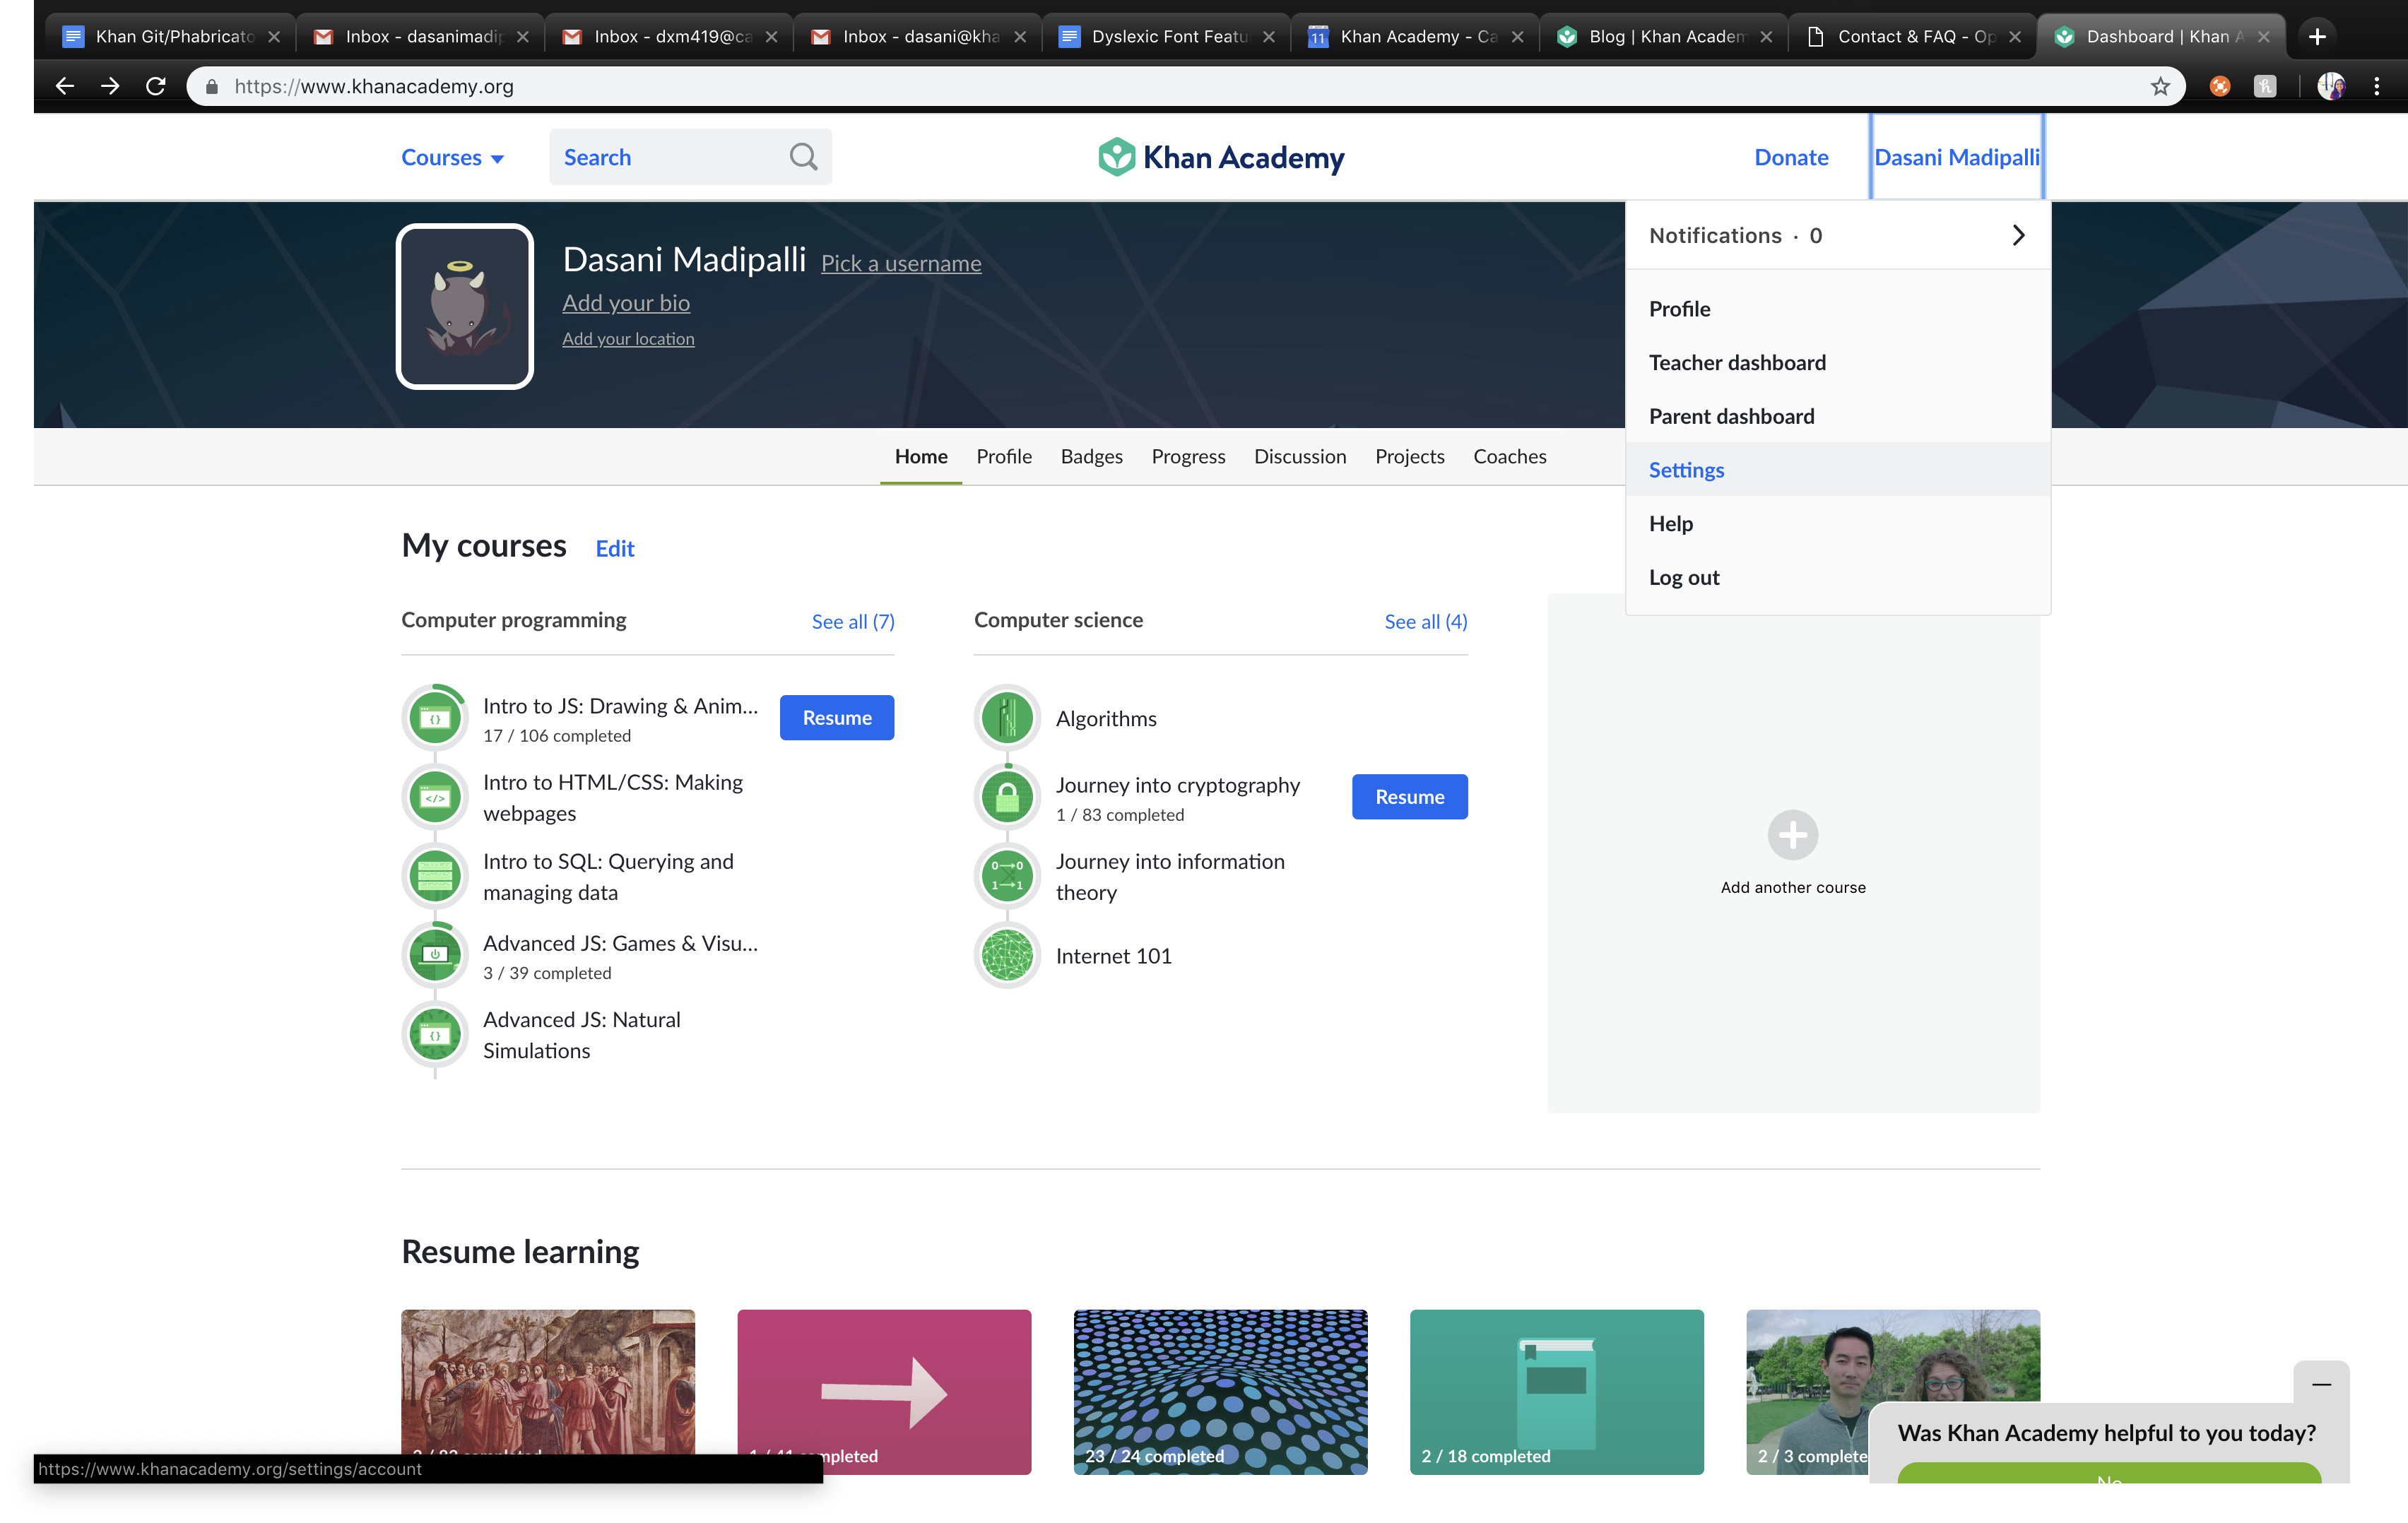 Khan Git/Phabricato
Inbox - dasanimadip
Inbox - dxm419@ca
Inbox - dasani@kha
Dyslexic Font Featu
11
Khan Academy - Ca
Blog | Khan Academ
Contact & FAQ - Op
Dashboard | Khan A
https://www.khanacademy.org
Courses
Search
Khan Academy
Donate
Dasani Madipalli
Dasani Madipalli
Pick a username
Add your bio
Add your location
Notifications · 0
Profile
Teacher dashboard
Parent dashboard
Settings
Help
Log out
Home
Profile
Badges
Progress
Discussion
Projects
Coaches
My courses
Edit
Computer programming
See all (7)
Intro to JS: Drawing & Anim...
17 / 106 completed
Resume
Intro to HTML/CSS: Making
webpages
Intro to SQL: Querying and
managing data
Advanced JS: Games & Visu...
3 / 39 completed
Advanced JS: Natural
Simulations
Computer science
See all (4)
Algorithms
Journey into cryptography
1 / 83 completed
Resume
0→0
1→1
Journey into information
theory
Internet 101
Add another course
Resume learning
23 / 24 completed
2 / 18 completed
2 / 3 complete
Was Khan Academy helpful to you today?
No
https://www.khanacademy.org/settings/account